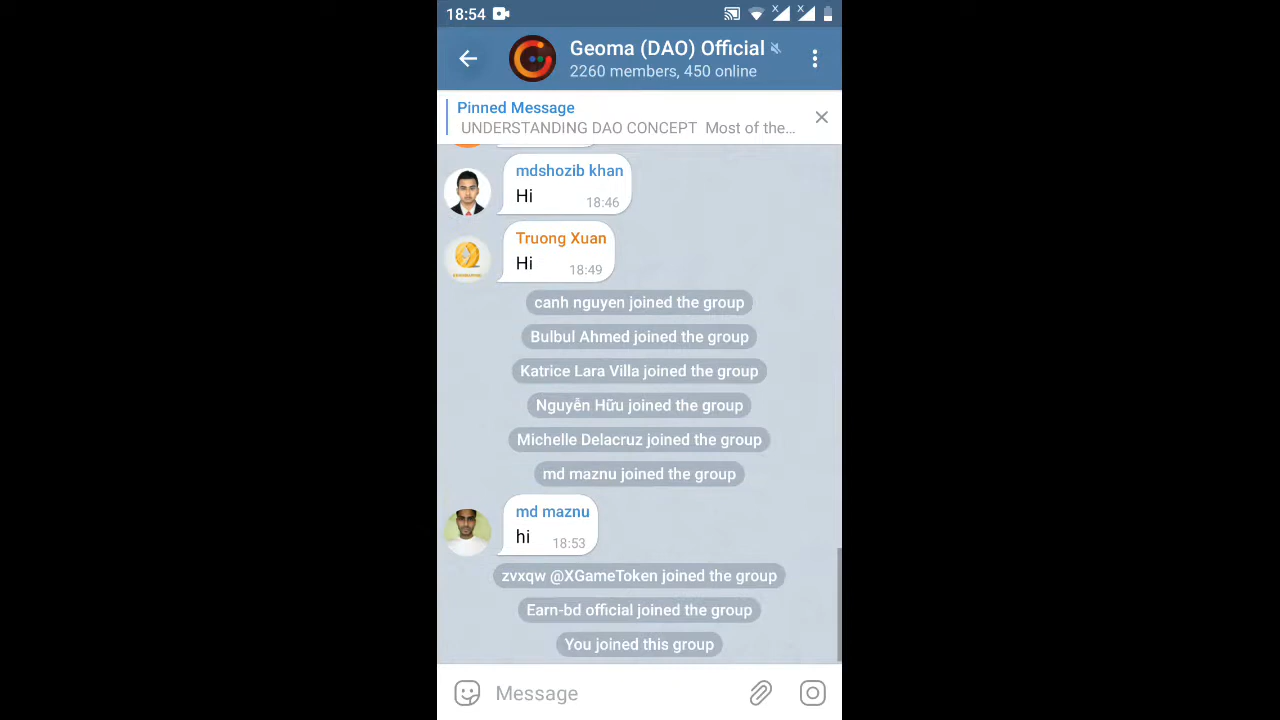 18:54
Geoma (DAO) Official
2260 members, 450 online
Pinned Message
UNDERSTANDING DAO CONCEPT Most of the...
mdshozib khan
Hi
18:46
Truong Xuan
Hi
18:49
canh nguyen joined the group
Bulbul Ahmed joined the group
Katrice Lara Villa joined the group
Nguyễn Hữu joined the group
Michelle Delacruz joined the group
md maznu joined the group
md maznu
hi
18:53
zvxqw @XGameToken joined the group
Earn-bd official joined the group
You joined this group
Message